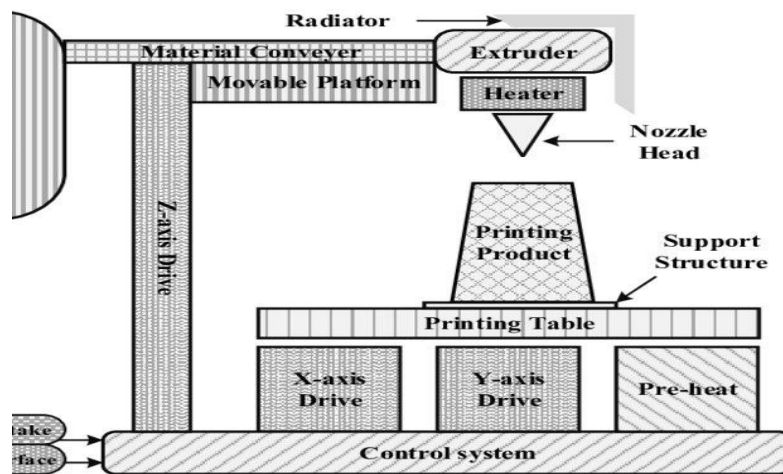 Radiator
Material Conveyer
Extruder
Movable Platform
Heater
Nozzle
Head
Z-axis Drive
Printing
Product
Support
Structure
Printing Table
X-axis
Drive
Y-axis
Drive
Pre-heat
Control system